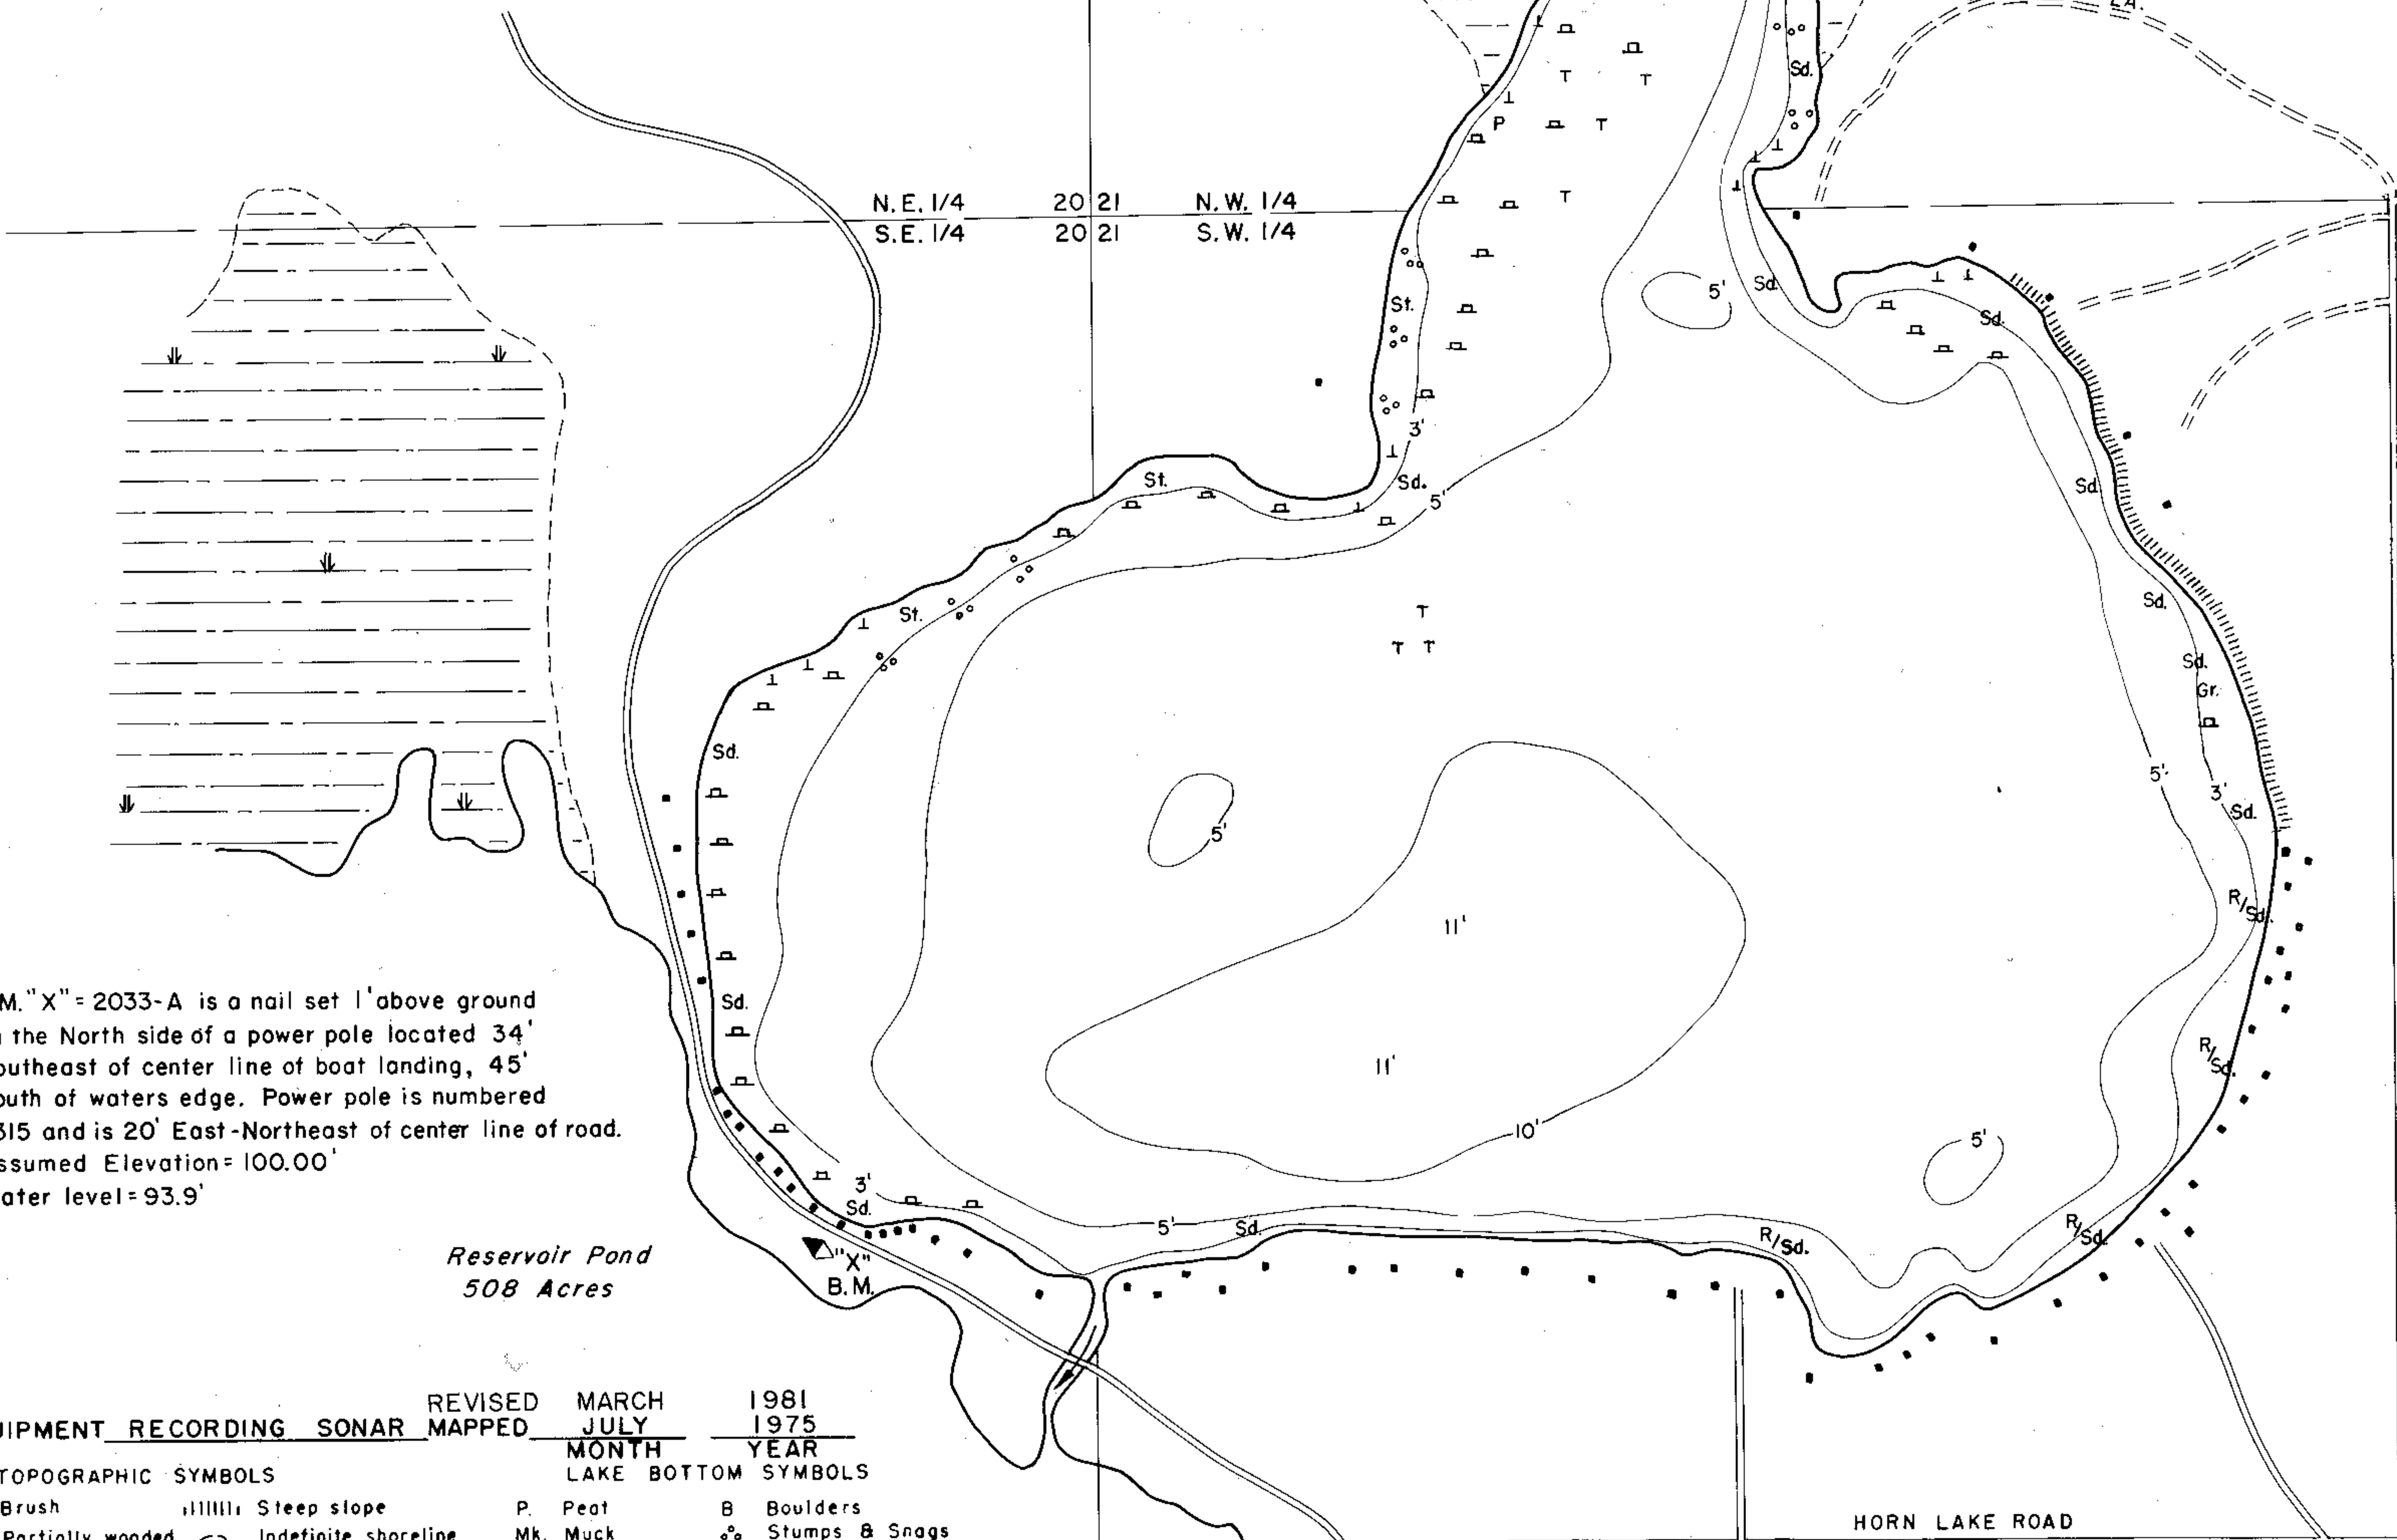 LA.
Sd.
P
N.E. 1/4 20 21 N.W. 1/4
S.E. 1/4 20 21 S.W. 1/4
Sd.
5'
St.
Sd.
3'
St.
Sd.
5'
Sd.
St.
Sd.
Sd.
Gr.
Sd.
5'
3'
Sd.
5'
R/Sd.
11'
M. "X" = 2033-A is a nail set 1' above ground
the North side of a power pole located 34'
outheast of center line of boat landing, 45'
outh of waters edge. Power pole is numbered
315 and is 20' East-Northeast of center line of road.
ssumed Elevation = 100.00'
ater level = 93.9'
Sd.
R/Sd.
11'
10'
5'
3'
Sd.
5'
Sd.
R/Sd.
R/Sd.
"X"
B.M.
Reservoir Pond
508 Acres
REVISED MARCH 1981
UIPMENT RECORDING SONAR MAPPED JULY 1975
MONTH YEAR
TOPOGRAPHIC SYMBOLS LAKE BOTTOM SYMBOLS
Brush Steep slope P. Peat B Boulders
Partially wooded Indefinite shoreline Mk. Muck Stumps & Snags
HORN LAKE ROAD